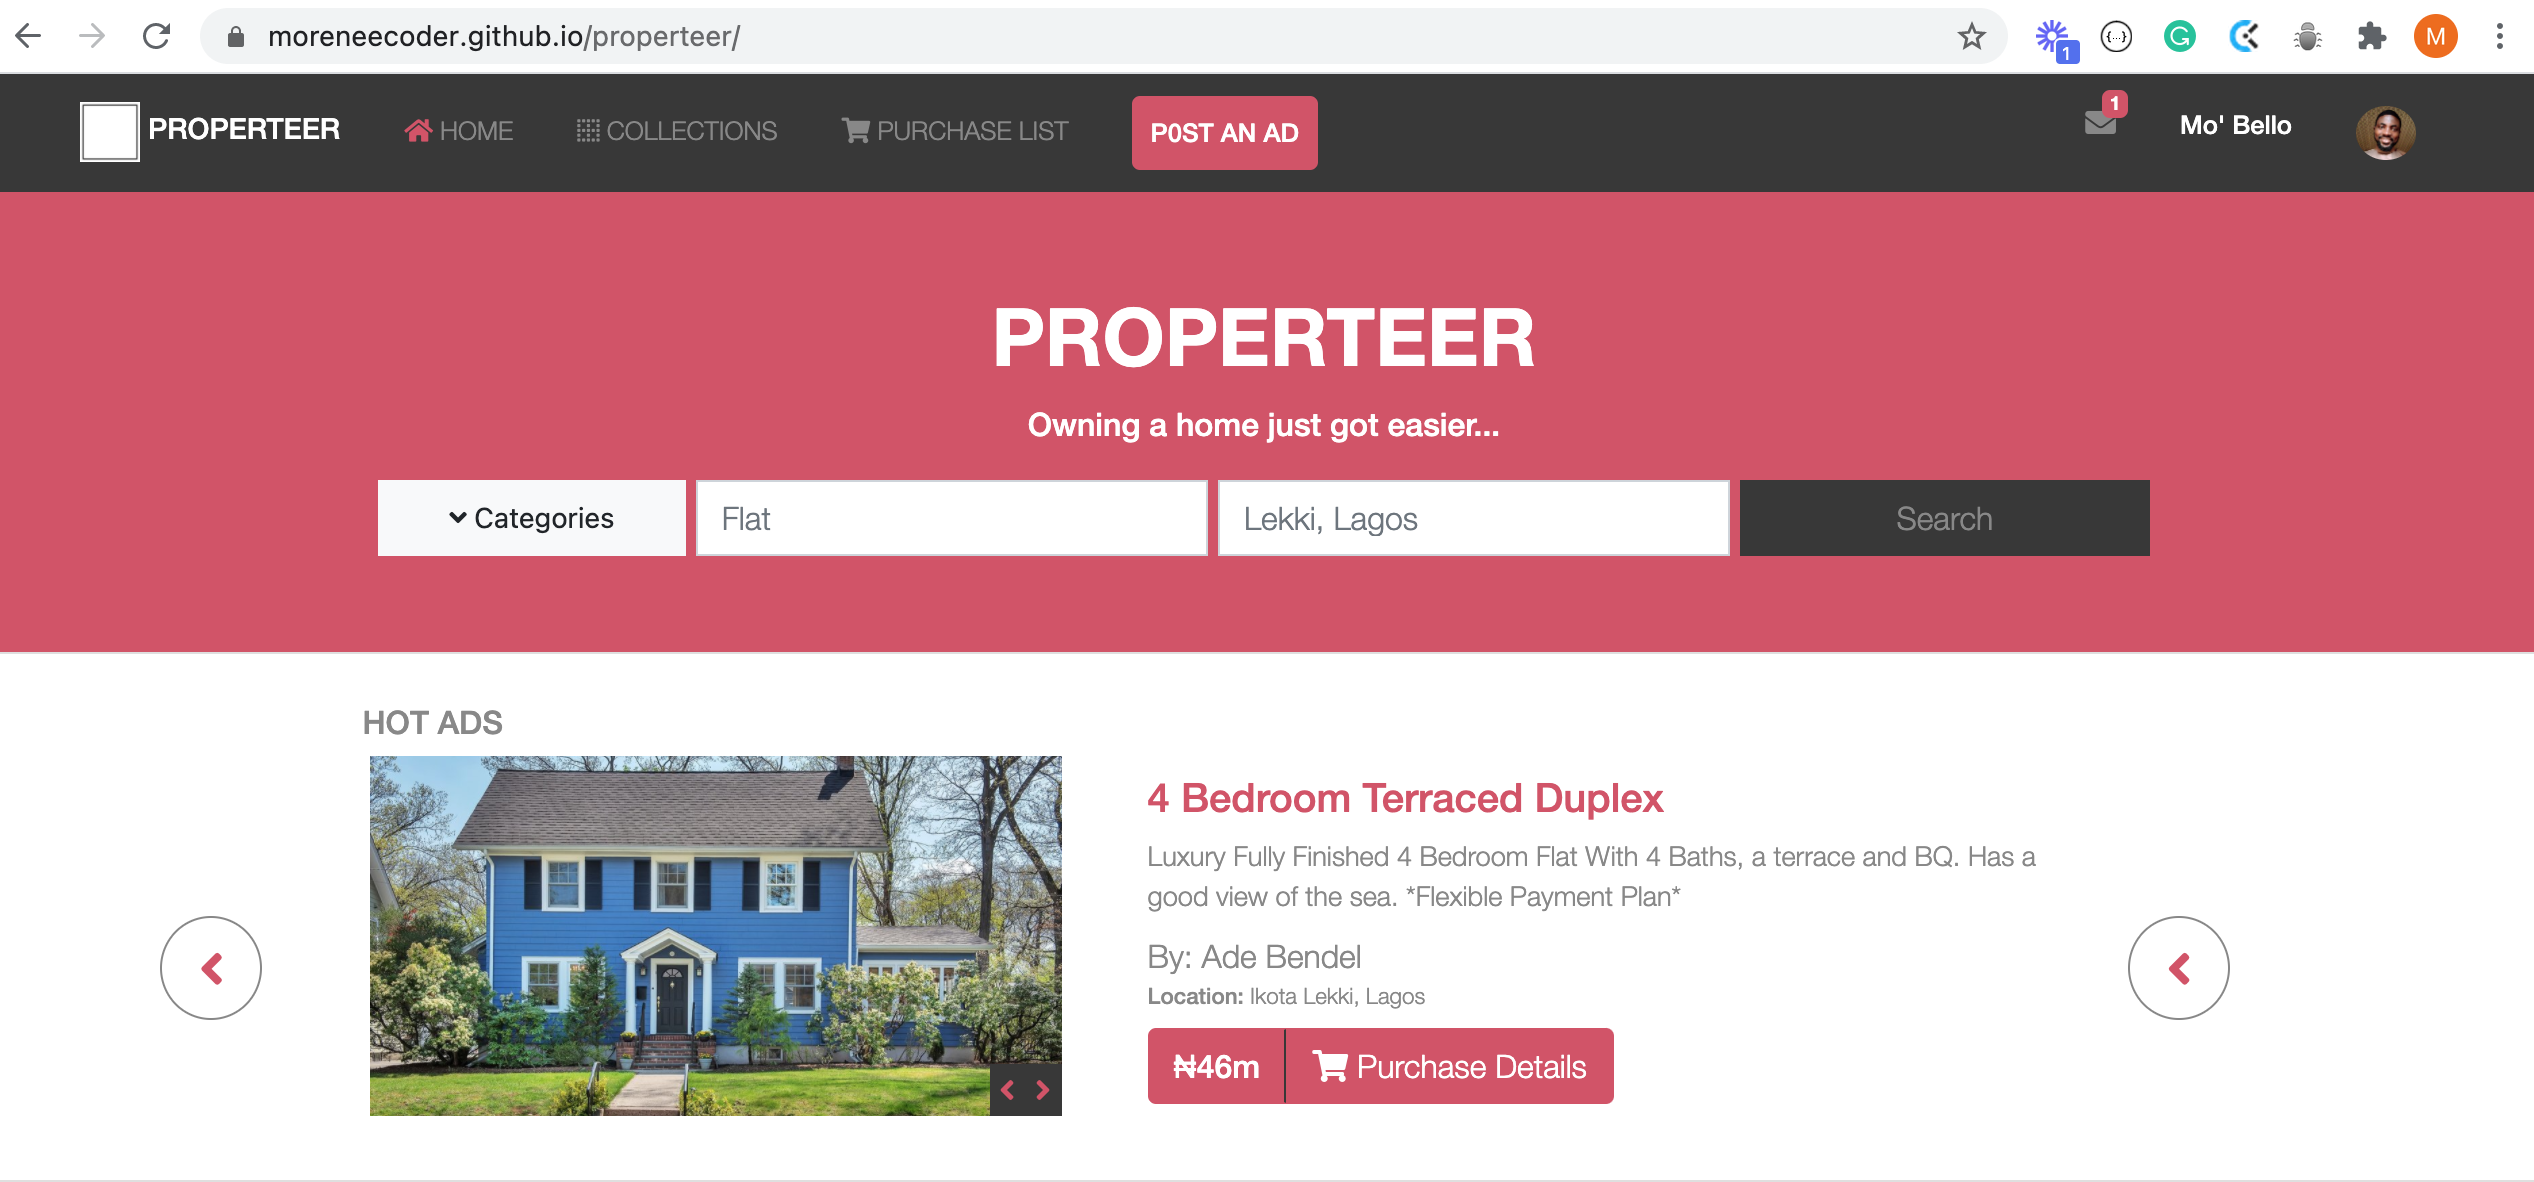 moreneecoder.github.io/properteer/
1
{...}
G
M
PROPERTEER
HOME
COLLECTIONS
PURCHASE LIST
P0ST AN AD
1
Mo' Bello
PROPERTEER
Owning a home just got easier...
Categories
Flat
Lekki, Lagos
Search
HOT ADS
4 Bedroom Terraced Duplex
Luxury Fully Finished 4 Bedroom Flat With 4 Baths, a terrace and BQ. Has a
good view of the sea. *Flexible Payment Plan*
By: Ade Bendel
Location: Ikota Lekki, Lagos
₦46m
Purchase Details